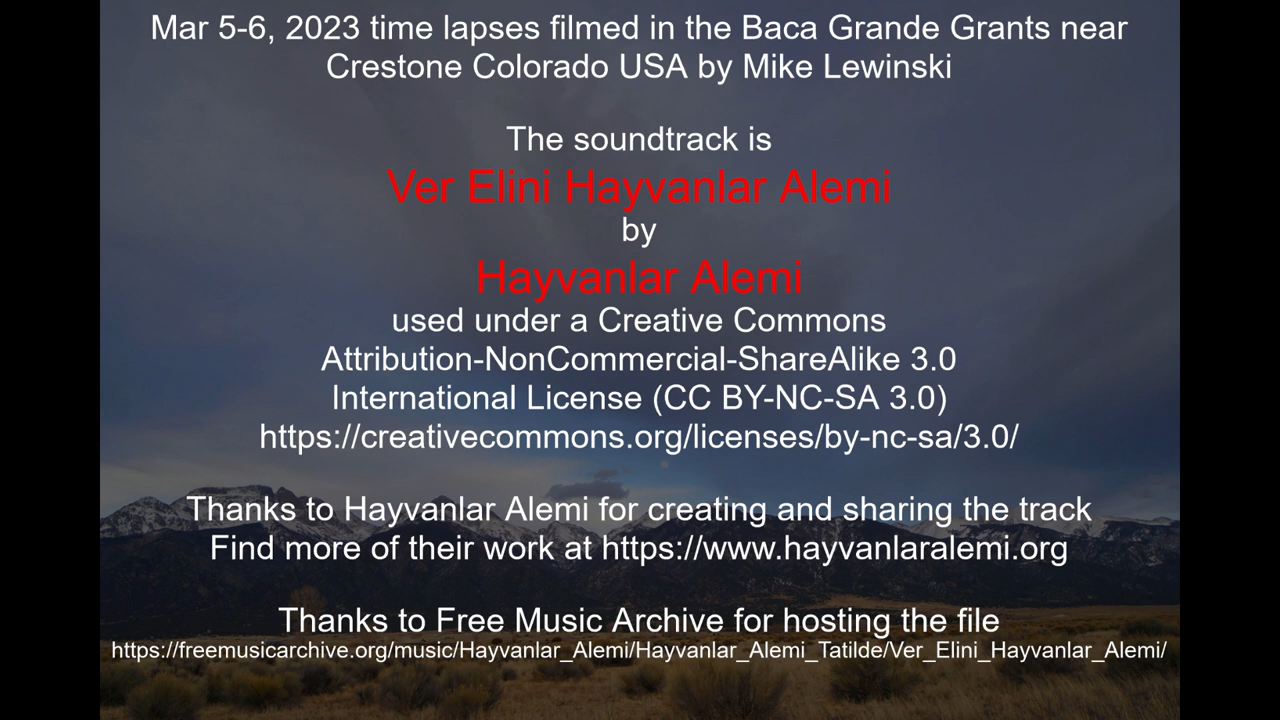 Mar 5-6, 2023 time lapses filmed in the Baca Grande Grants near
Crestone Colorado USA by Mike Lewinski
The soundtrack is
Ver Elini Hayvanlar Alemi
by
Hayvanlar Alemi
used under a Creative Commons
Attribution-NonCommercial-ShareAlike 3.0
International License (CC BY-NC-SA 3.0)
https://creativecommons.org/licenses/by-nc-sa/3.0/
Thanks to Hayvanlar Alemi for creating and sharing the track
Find more of their work at https://www.hayvanlaralemi.org
Thanks to Free Music Archive for hosting the file
https://freemusicarchive.org/music/Hayvanlar_Alemi/Hayvanlar_Alemi_Tatilde/Ver_Elini_Hayvanlar_Alemi/